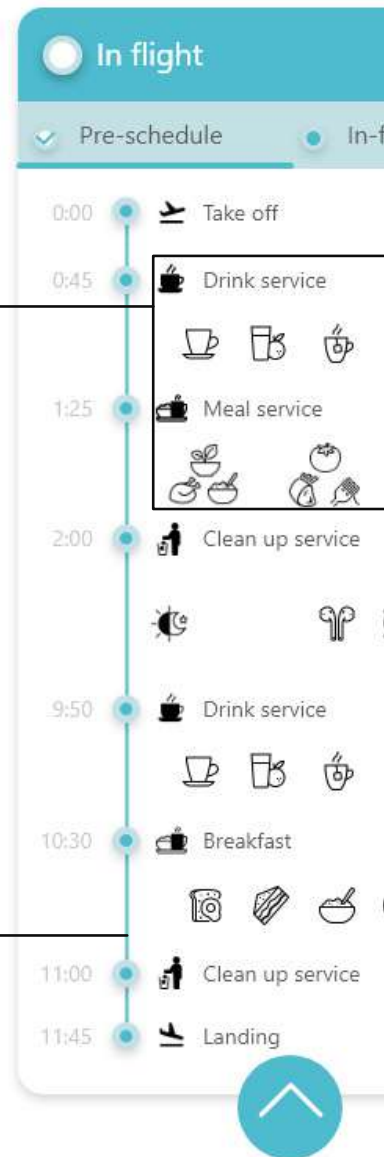 In flight
Pre-schedule In-f
0:00 Take off
0:45 Drink service
1:25 Meal service
2:00 Clean up service
9:50 Drink service
10:30 Breakfast
11:00 Clean up service
11:45 Landing